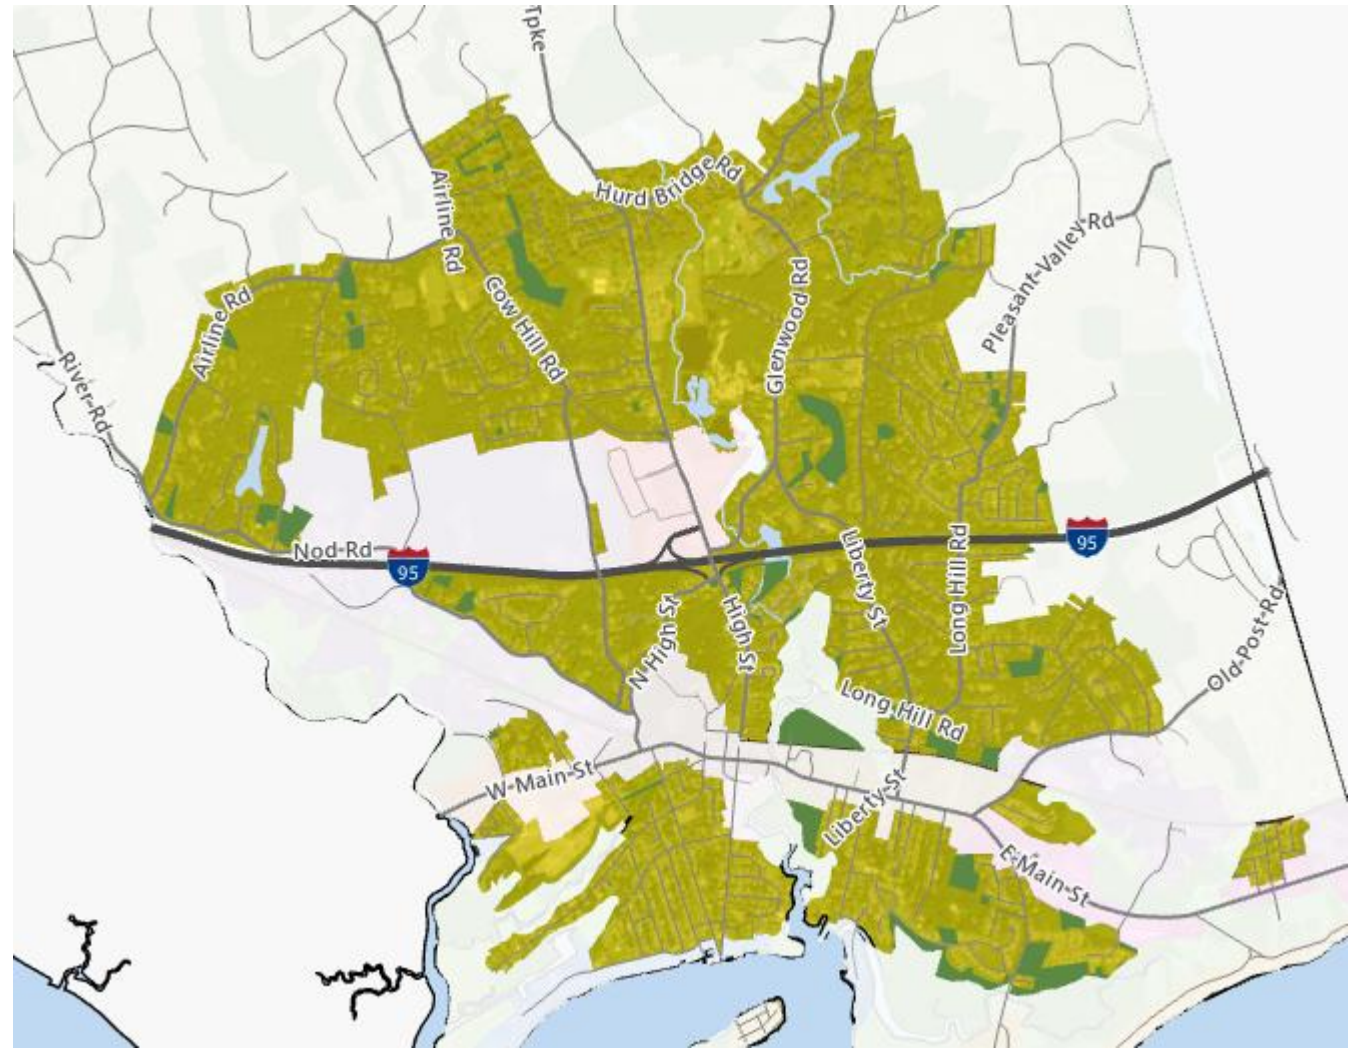 Tpke
Hurd Bridge Rd
Airline Rd
Pleasant-Valley Rd
Cow Hill Rd
Glenwood Rd
Airline Rd
River-Rd
Nod-Rd
95
95
Liberty St
Long Hill Rd
N High St
High St
Old-Post-Rd
Long Hill Rd
W-Main-St
Liberty-St
E-Main-St